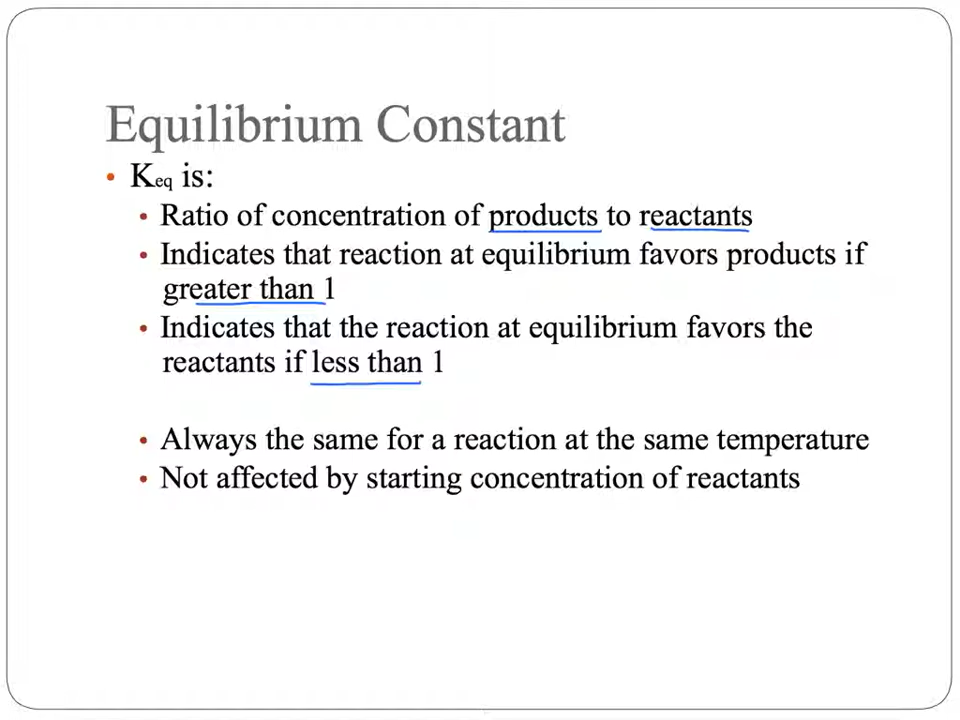 Equilibrium Constant
• Keq is:
• Ratio of concentration of products to reactants
• Indicates that reaction at equilibrium favors products if
greater than 1
• Indicates that the reaction at equilibrium favors the
reactants if less than 1
• Always the same for a reaction at the same temperature
• Not affected by starting concentration of reactants